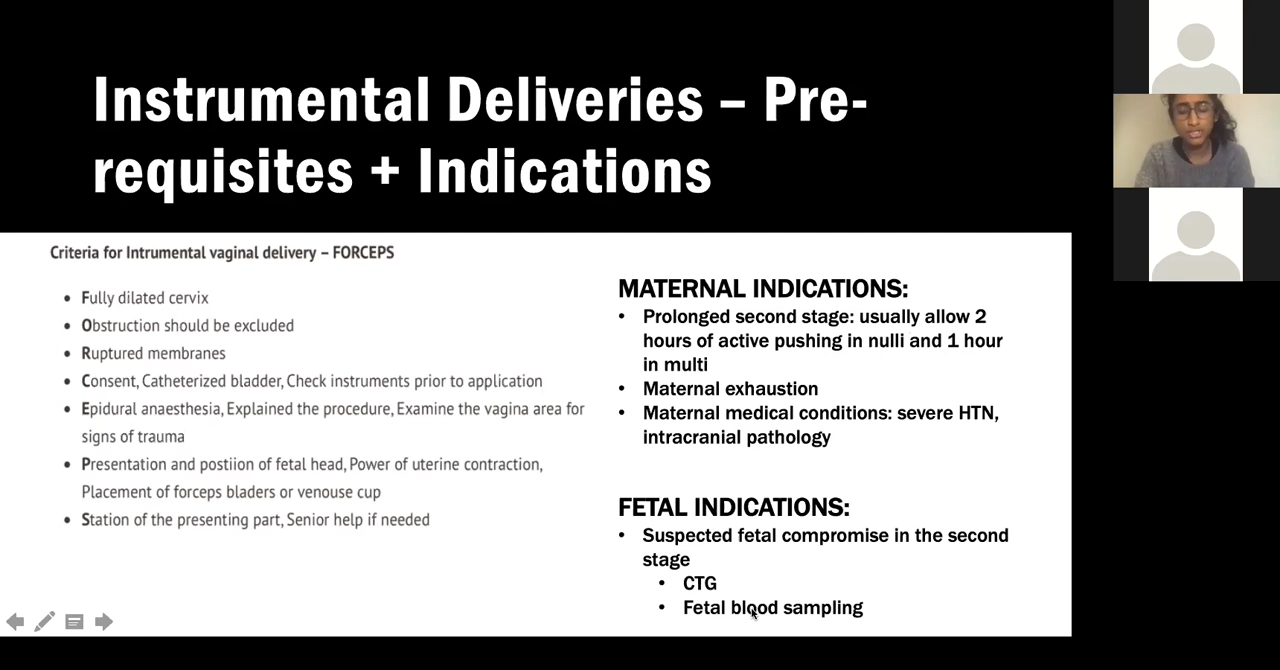 Instrumental Deliveries – Pre-
requisites + Indications
Criteria for Intrumental vaginal delivery – FORCEPS
• Fully dilated cervix
• Obstruction should be excluded
• Ruptured membranes
• Consent, Catheterized bladder, Check instruments prior to application
• Epidural anaesthesia, Explained the procedure, Examine the vagina area for
signs of trauma
• Presentation and postiion of fetal head, Power of uterine contraction,
Placement of forceps bladers or venouse cup
• Station of the presenting part, Senior help if needed
MATERNAL INDICATIONS:
• Prolonged second stage: usually allow 2
hours of active pushing in nulli and 1 hour
in multi
• Maternal exhaustion
• Maternal medical conditions: severe HTN,
intracranial pathology
FETAL INDICATIONS:
• Suspected fetal compromise in the second
stage
• CTG
• Fetal blood sampling